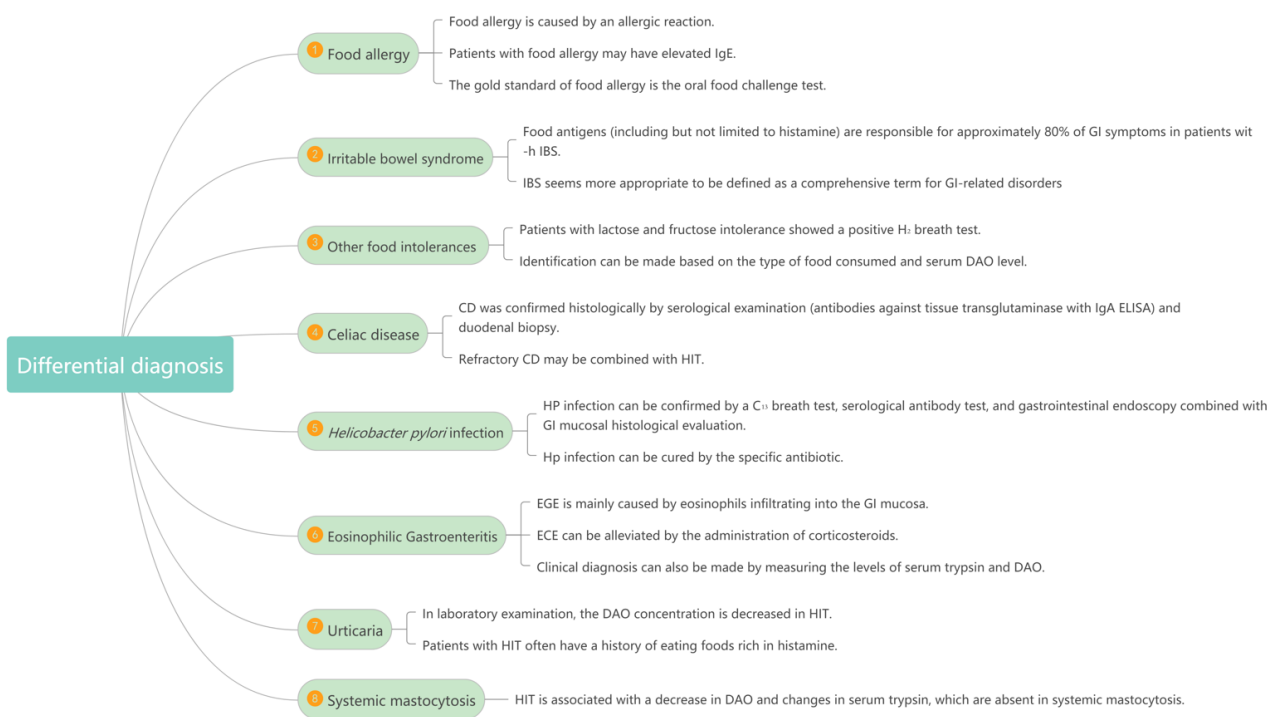 Differential diagnosis
1 Food allergy
Food allergy is caused by an allergic reaction.
Patients with food allergy may have elevated IgE.
The gold standard of food allergy is the oral food challenge test.
2 Irritable bowel syndrome
Food antigens (including but not limited to histamine) are responsible for approximately 80% of GI symptoms in patients wit
-h IBS.
IBS seems more appropriate to be defined as a comprehensive term for GI-related disorders
3 Other food intolerances
Patients with lactose and fructose intolerance showed a positive H₂ breath test.
Identification can be made based on the type of food consumed and serum DAO level.
4 Celiac disease
CD was confirmed histologically by serological examination (antibodies against tissue transglutaminase with IgA ELISA) and
duodenal biopsy.
Refractory CD may be combined with HIT.
5 Helicobacter pylori infection
HP infection can be confirmed by a C₁₃ breath test, serological antibody test, and gastrointestinal endoscopy combined with
GI mucosal histological evaluation.
Hp infection can be cured by the specific antibiotic.
6 Eosinophilic Gastroenteritis
EGE is mainly caused by eosinophils infiltrating into the GI mucosa.
ECE can be alleviated by the administration of corticosteroids.
Clinical diagnosis can also be made by measuring the levels of serum trypsin and DAO.
7 Urticaria
In laboratory examination, the DAO concentration is decreased in HIT.
Patients with HIT often have a history of eating foods rich in histamine.
8 Systemic mastocytosis
HIT is associated with a decrease in DAO and changes in serum trypsin, which are absent in systemic mastocytosis.